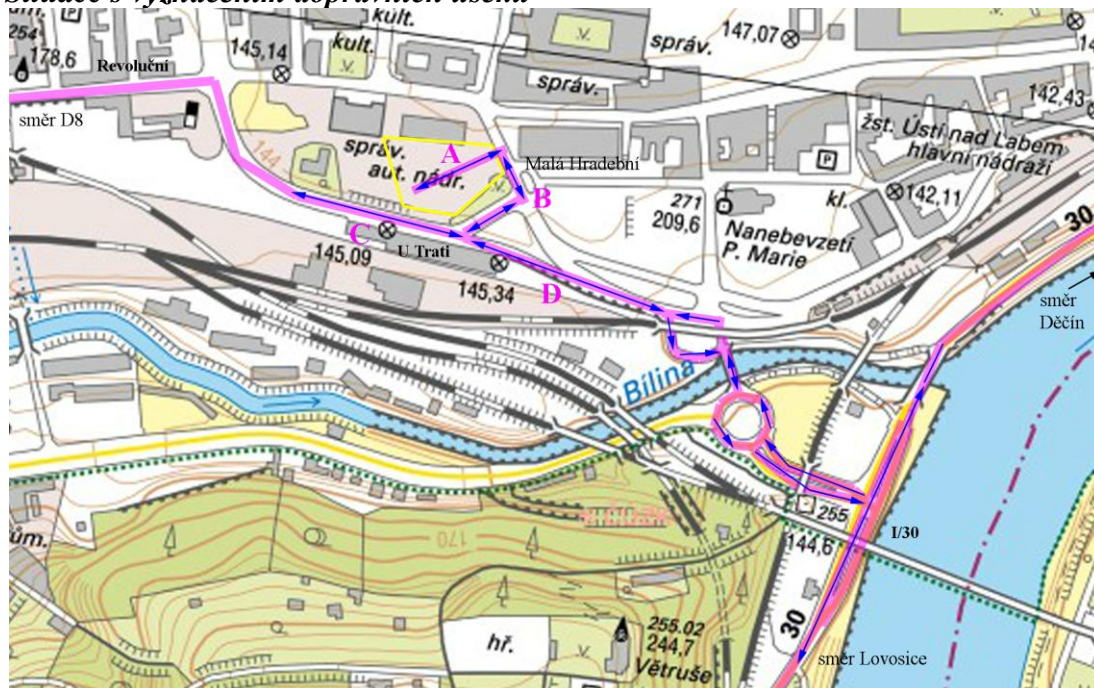 Situace s vyznačením dopravních úseků
254
178,6
145,14
kult.
kult.
.v.
správ.
.v.
147,07
14
Revoluční
směr D8
144
správ.
aut. nádr.
A
.v.
Malá Hradební
B
správ.
P
142,43
žst. Ústí nad Labem
hlavní nádraží
P
142,11
kl.
271
209,6
Nanebevzetí
P. Marie
30
C
145,09
U Trati
145,34
D
směr
Děčín
Bílina
255
I/30
144,6
170
ům.
hř.
255.02
244,7
Větruše
30
směr Lovosice